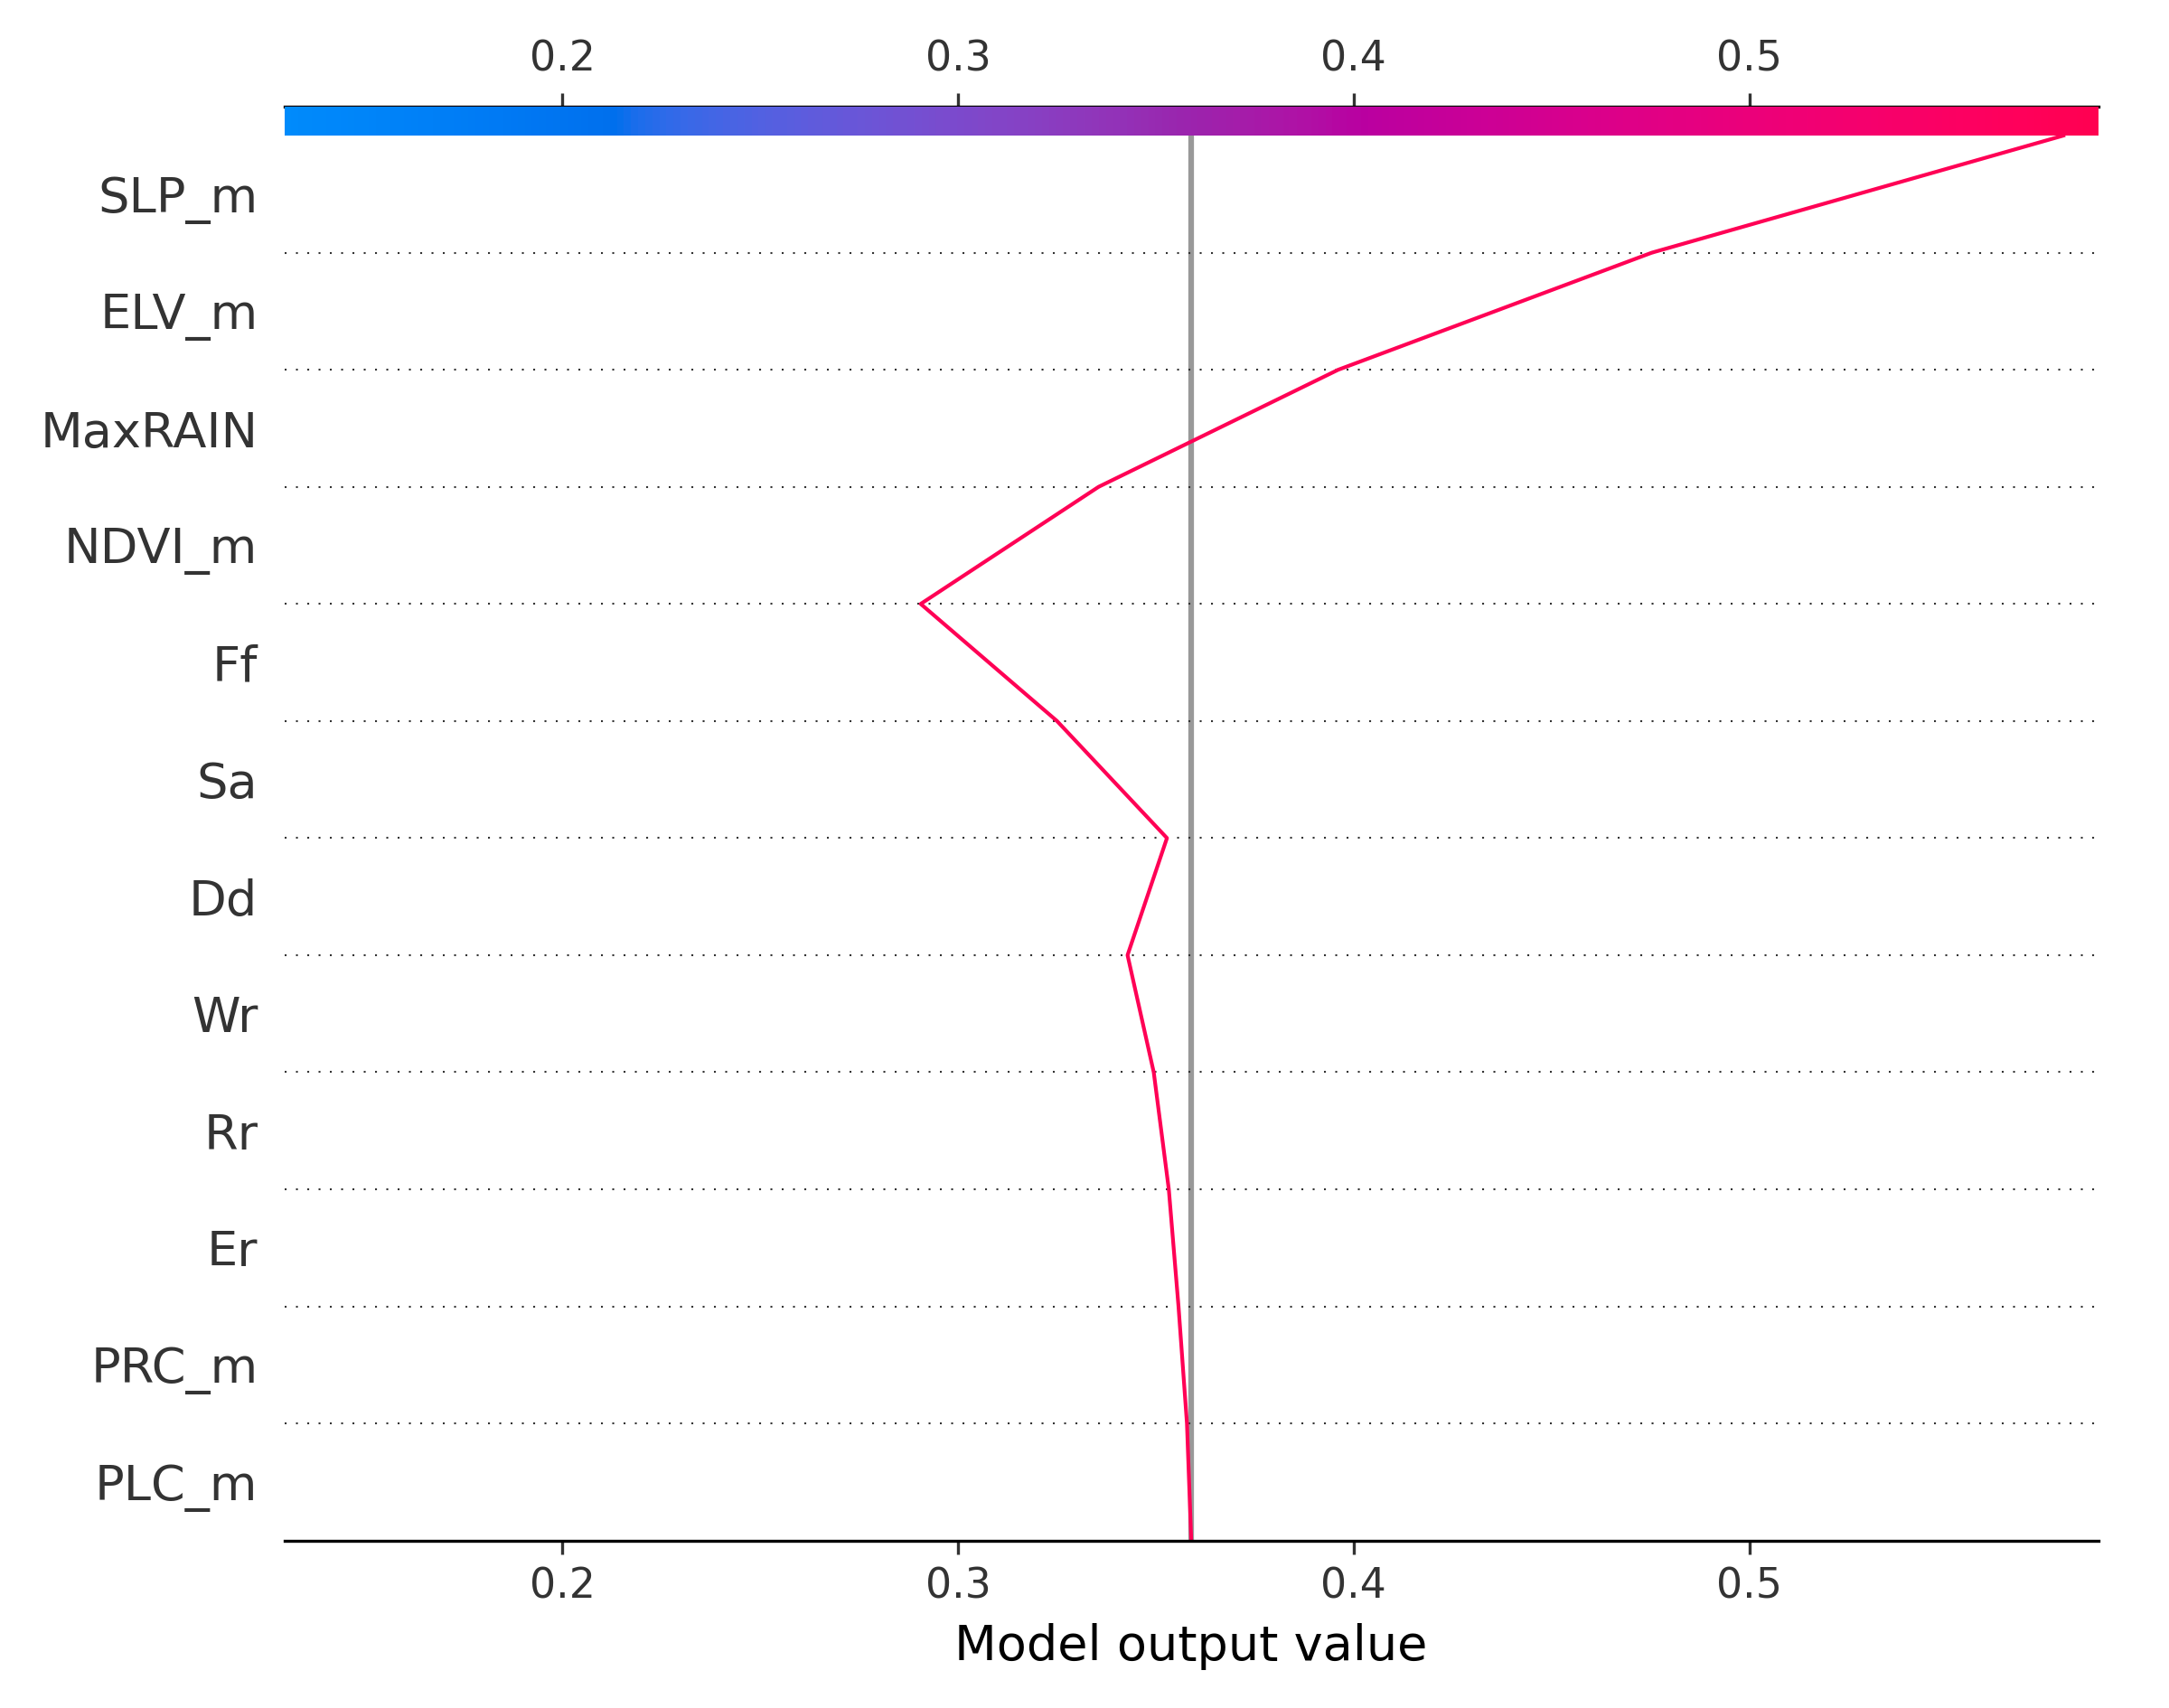 0.2 0.3 0.4 0.5
SLP_m
ELV_m
MaxRAIN
NDVI_m
Ff
Sa
Dd
Wr
Rr
Er
PRC_m
PLC_m
0.2 0.3 0.4 0.5
Model output value